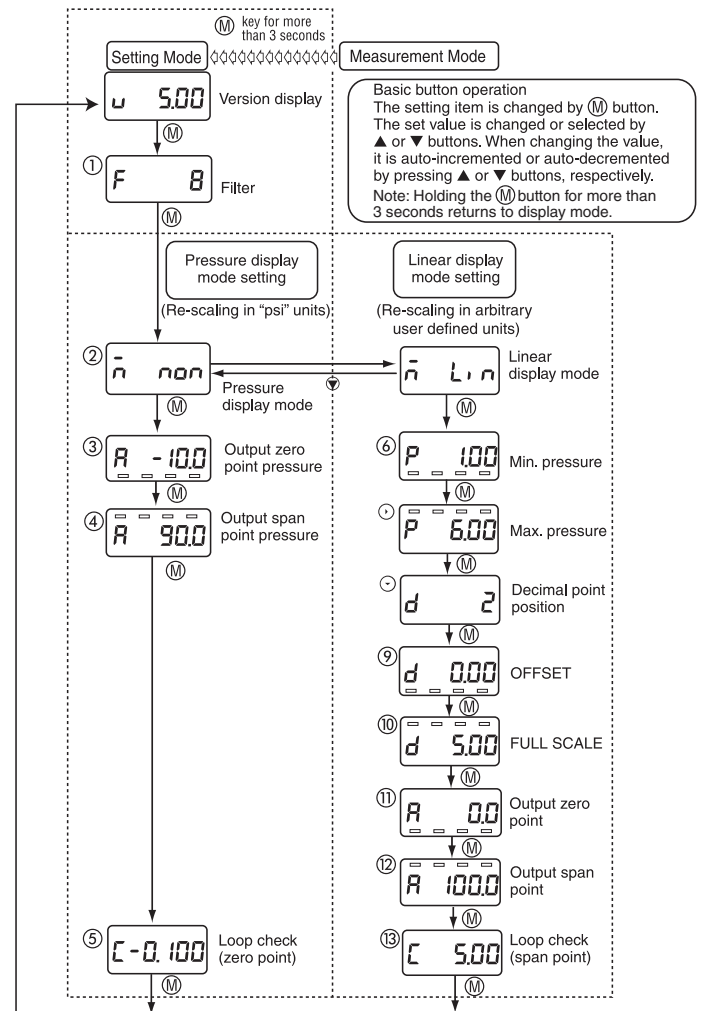 Ⓜ key for more
than 3 seconds
Setting Mode
Measurement Mode
u 5.00
Version display
Ⓜ
Basic button operation
The setting item is changed by Ⓜ button.
The set value is changed or selected by
▲ or ▼ buttons. When changing the value,
it is auto-incremented or auto-decremented
by pressing ▲ or ▼ buttons, respectively.
Note: Holding the Ⓜ button for more than
3 seconds returns to display mode.
① F 8
Filter
Ⓜ
Pressure display
mode setting
(Re-scaling in “psi” units)
Linear display
mode setting
(Re-scaling in arbitrary
user defined units)
② n̄ non
Pressure
display mode
Ⓜ
▼
n̄ Lin
Linear
display mode
Ⓜ
③ A -10.0
Output zero
point pressure
Ⓜ
④ A 90.0
Output span
point pressure
Ⓜ
⑤ C-0.100
Loop check
(zero point)
Ⓜ
⑥ P 1.00
Min. pressure
Ⓜ
P 6.00
Max. pressure
Ⓜ
d 2
Decimal point
position
Ⓜ
⑨ d 0.00
OFFSET
Ⓜ
⑩ d 5.00
FULL SCALE
Ⓜ
⑪ A 0.0
Output zero
point
Ⓜ
⑫ A 100.0
Output span
point
Ⓜ
⑬ C 5.00
Loop check
(span point)
Ⓜ